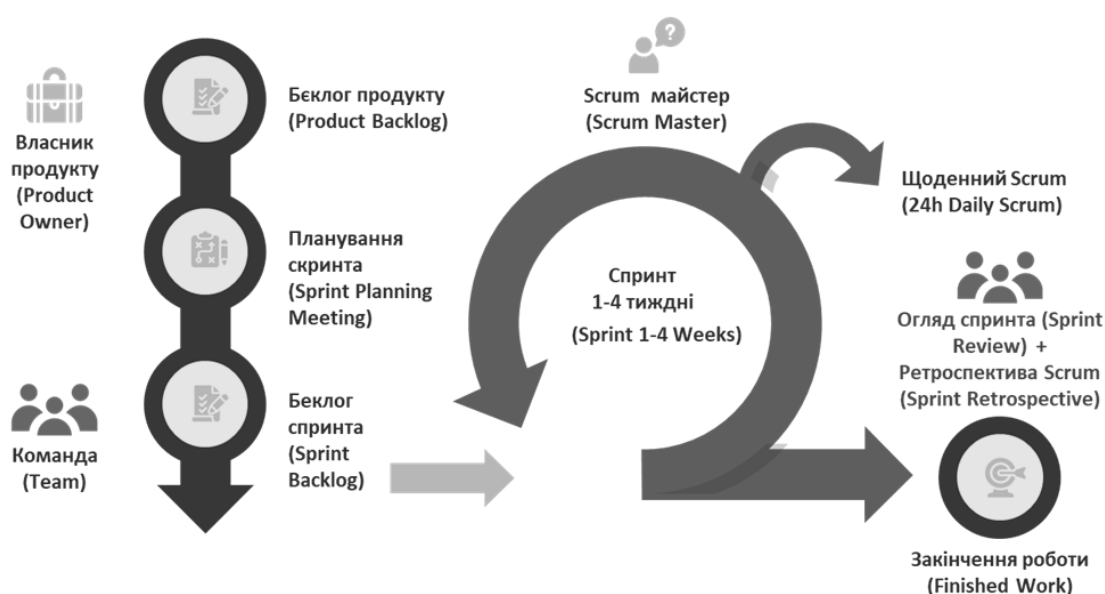 Власник
продукту
(Product
Owner)
Бєклог продукту
(Product Backlog)
Планування
скринта
(Sprint Planning
Meeting)
Команда
(Team)
Беклог
спринта
(Sprint
Backlog)
Scrum майстер
(Scrum Master)
Спринт
1-4 тиждні
(Sprint 1-4 Weeks)
Щоденний Scrum
(24h Daily Scrum)
Огляд спринта (Sprint
Review) +
Ретроспектива Scrum
(Sprint Retrospective)
Закінчення роботи
(Finished Work)